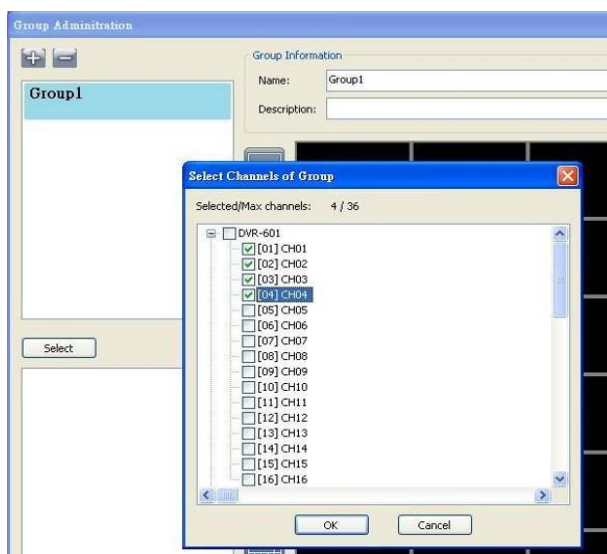 Group Adminitration
Group Information
Name: Group1
Group1
Description:
Select Channels of Group
Selected/Max channels: 4 / 36
DVR-601
[01] CH01
[02] CH02
[03] CH03
[04] CH04
[05] CH05
[06] CH06
[07] CH07
[08] CH08
[09] CH09
[10] CH10
[11] CH11
[12] CH12
[13] CH13
[14] CH14
[15] CH15
[16] CH16
Select
OK Cancel